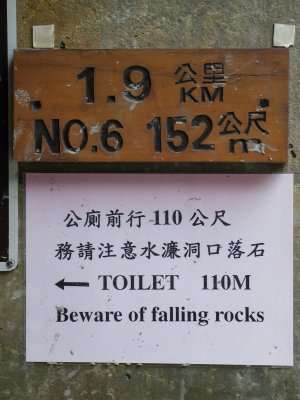 1.9 公里 KM
NO.6 152 公尺 m
公廁前行 110 公尺
務請注意水濂洞口落石
← TOILET 110M
Beware of falling rocks